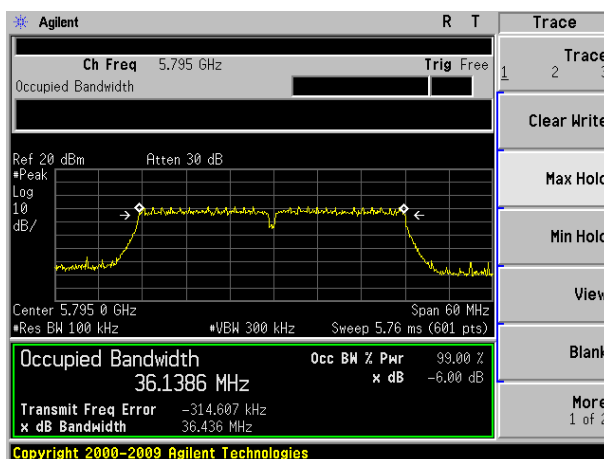 Agilent R T Trace
Ch Freq 5.795 GHz Trig Free
Occupied Bandwidth
Trace
1 2 3
Clear Write
Max Hold
Min Hold
View
Blank
More
1 of 2
Ref 20 dBm Atten 30 dB
#Peak
Log
10
dB/
Center 5.795 0 GHz Span 60 MHz
#Res BW 100 kHz #VBW 300 kHz Sweep 5.76 ms (601 pts)
Occupied Bandwidth Occ BW % Pwr 99.00 %
36.1386 MHz x dB -6.00 dB
Transmit Freq Error -314.607 kHz
x dB Bandwidth 36.436 MHz
Copyright 2000-2009 Agilent Technologies